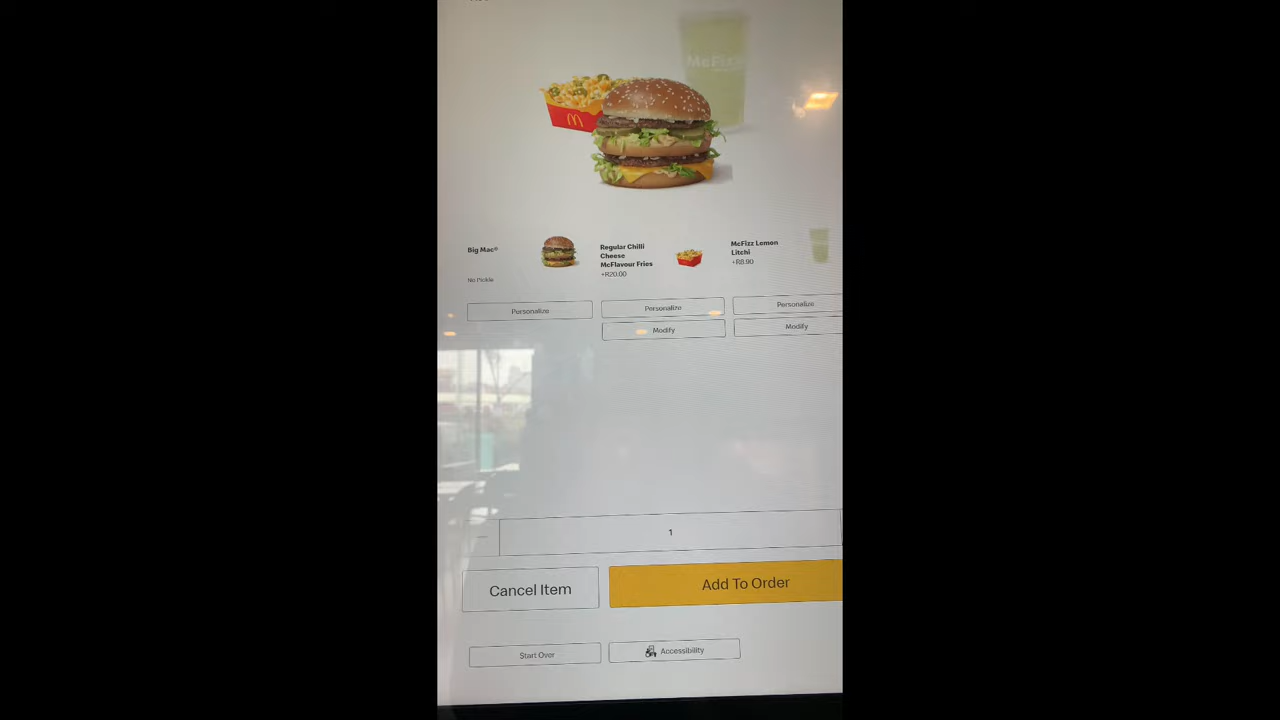 McFizz
Big Mac®
No Pickle
Personalize
Regular Chilli
Cheese
McFlavour Fries
+R20.00
Personalize
Modify
McFizz Lemon
Litchi
+R8.90
Personalize
Modify
1
Cancel Item
Add To Order
Start Over
Accessibility